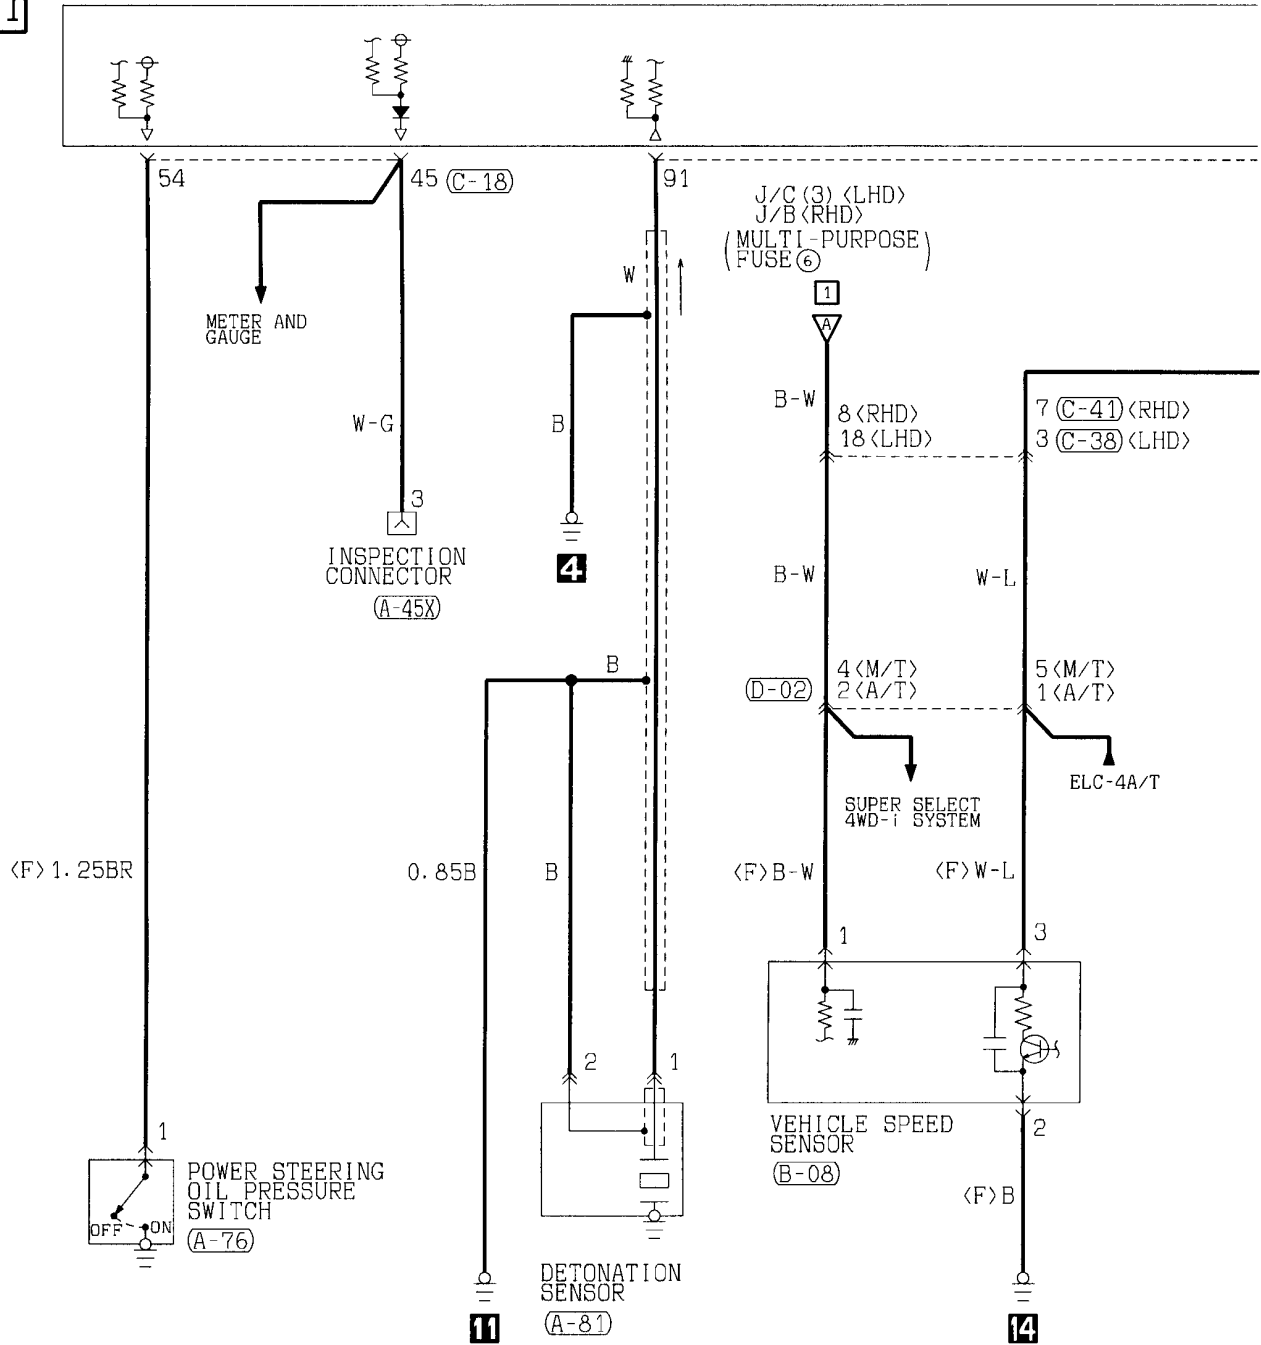 1
54
45 (C-18)
91
J/C(3)<LHD>
J/B<RHD>
(MULTI-PURPOSE
FUSE⑥)
1
A
W
METER AND
GAUGE
W-G
B
B-W
8<RHD>
18<LHD>
7 (C-41)<RHD>
3 (C-38)<LHD>
3
INSPECTION
CONNECTOR
(A-45X)
4
B-W
W-L
B
(D-02)
4<M/T>
2<A/T>
5<M/T>
1<A/T>
SUPER SELECT
4WD-i SYSTEM
ELC-4A/T
<F>1.25BR
0.85B
B
<F>B-W
<F>W-L
1
3
2
1
VEHICLE SPEED
SENSOR
(B-08)
2
<F>B
1
POWER STEERING
OIL PRESSURE
SWITCH
(A-76)
OFF
ON
DETONATION
SENSOR
(A-81)
11
14